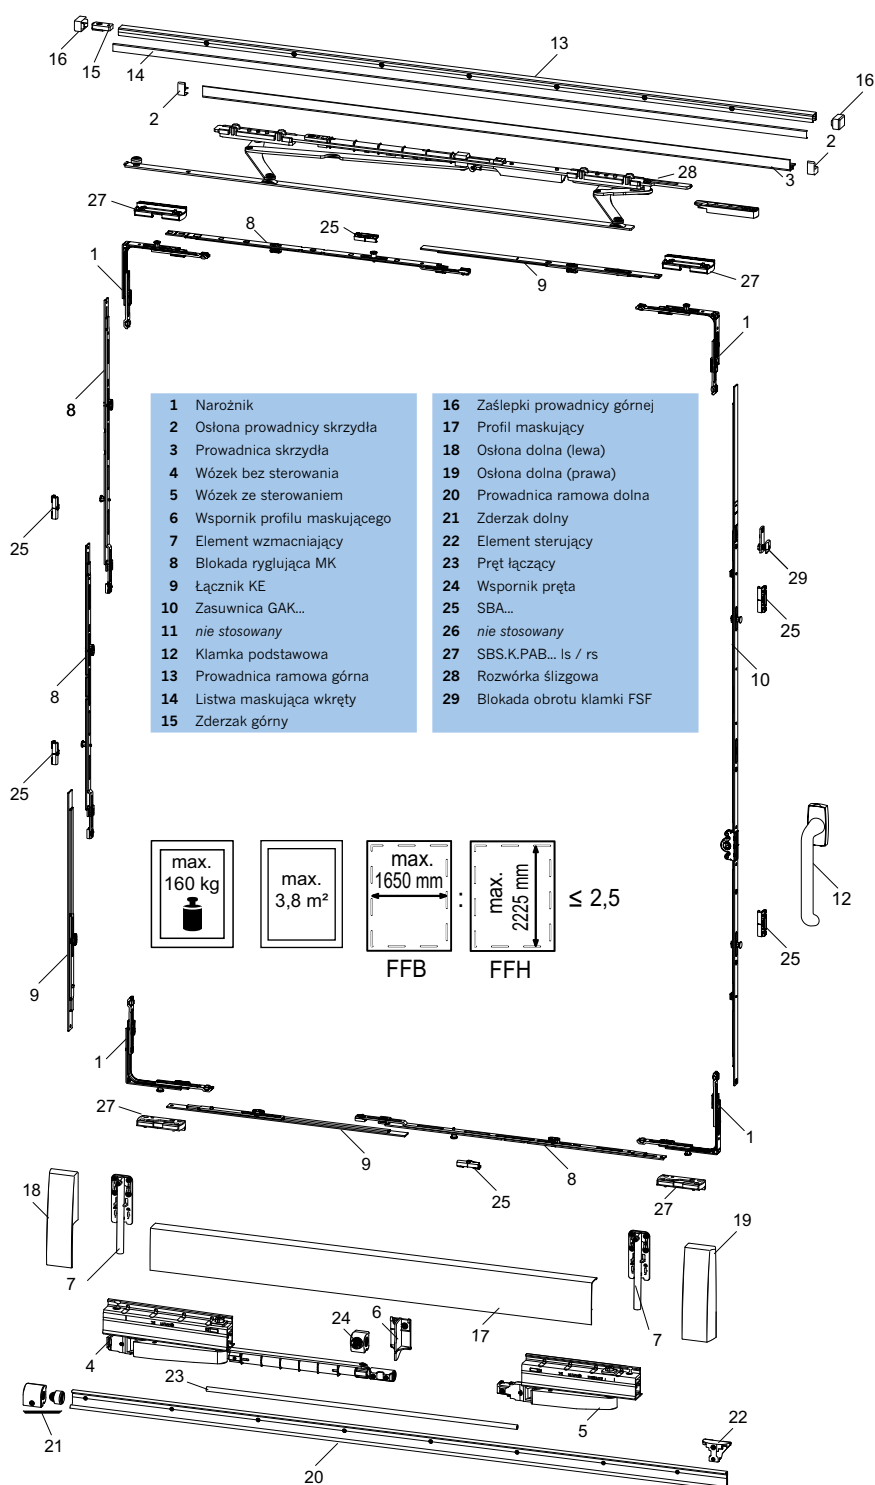 13
16
15
14
16
2
2
3
28
27
8
25
1
9
27
1
8
1 Narożnik
2 Osłona prowadnicy skrzydła
3 Prowadnica skrzydła
4 Wózek bez sterowania
5 Wózek ze sterowaniem
6 Wspornik profilu maskującego
7 Element wzmacniający
8 Blokada ryglująca MK
9 Łącznik KE
10 Zasuwnica GAK...
11 nie stosowany
12 Klamka podstawowa
13 Prowadnica ramowa górna
14 Listwa maskująca wkręty
15 Zderzak górny
16 Zaślepki prowadnicy górnej
17 Profil maskujący
18 Osłona dolna (lewa)
19 Osłona dolna (prawa)
20 Prowadnica ramowa dolna
21 Zderzak dolny
22 Element sterujący
23 Pręt łączący
24 Wspornik pręta
25 SBA...
26 nie stosowany
27 SBS.K.PAB... ls / rs
28 Rozwórka ślizgowa
29 Blokada obrotu klamki FSF
25
29
25
10
8
25
max.
160 kg
max.
3,8 m²
max.
1650 mm
:
max.
2225 mm
≤ 2,5
FFB
FFH
12
25
9
1
27
1
9
8
25
27
18
7
19
7
17
6
24
4
23
5
22
21
20